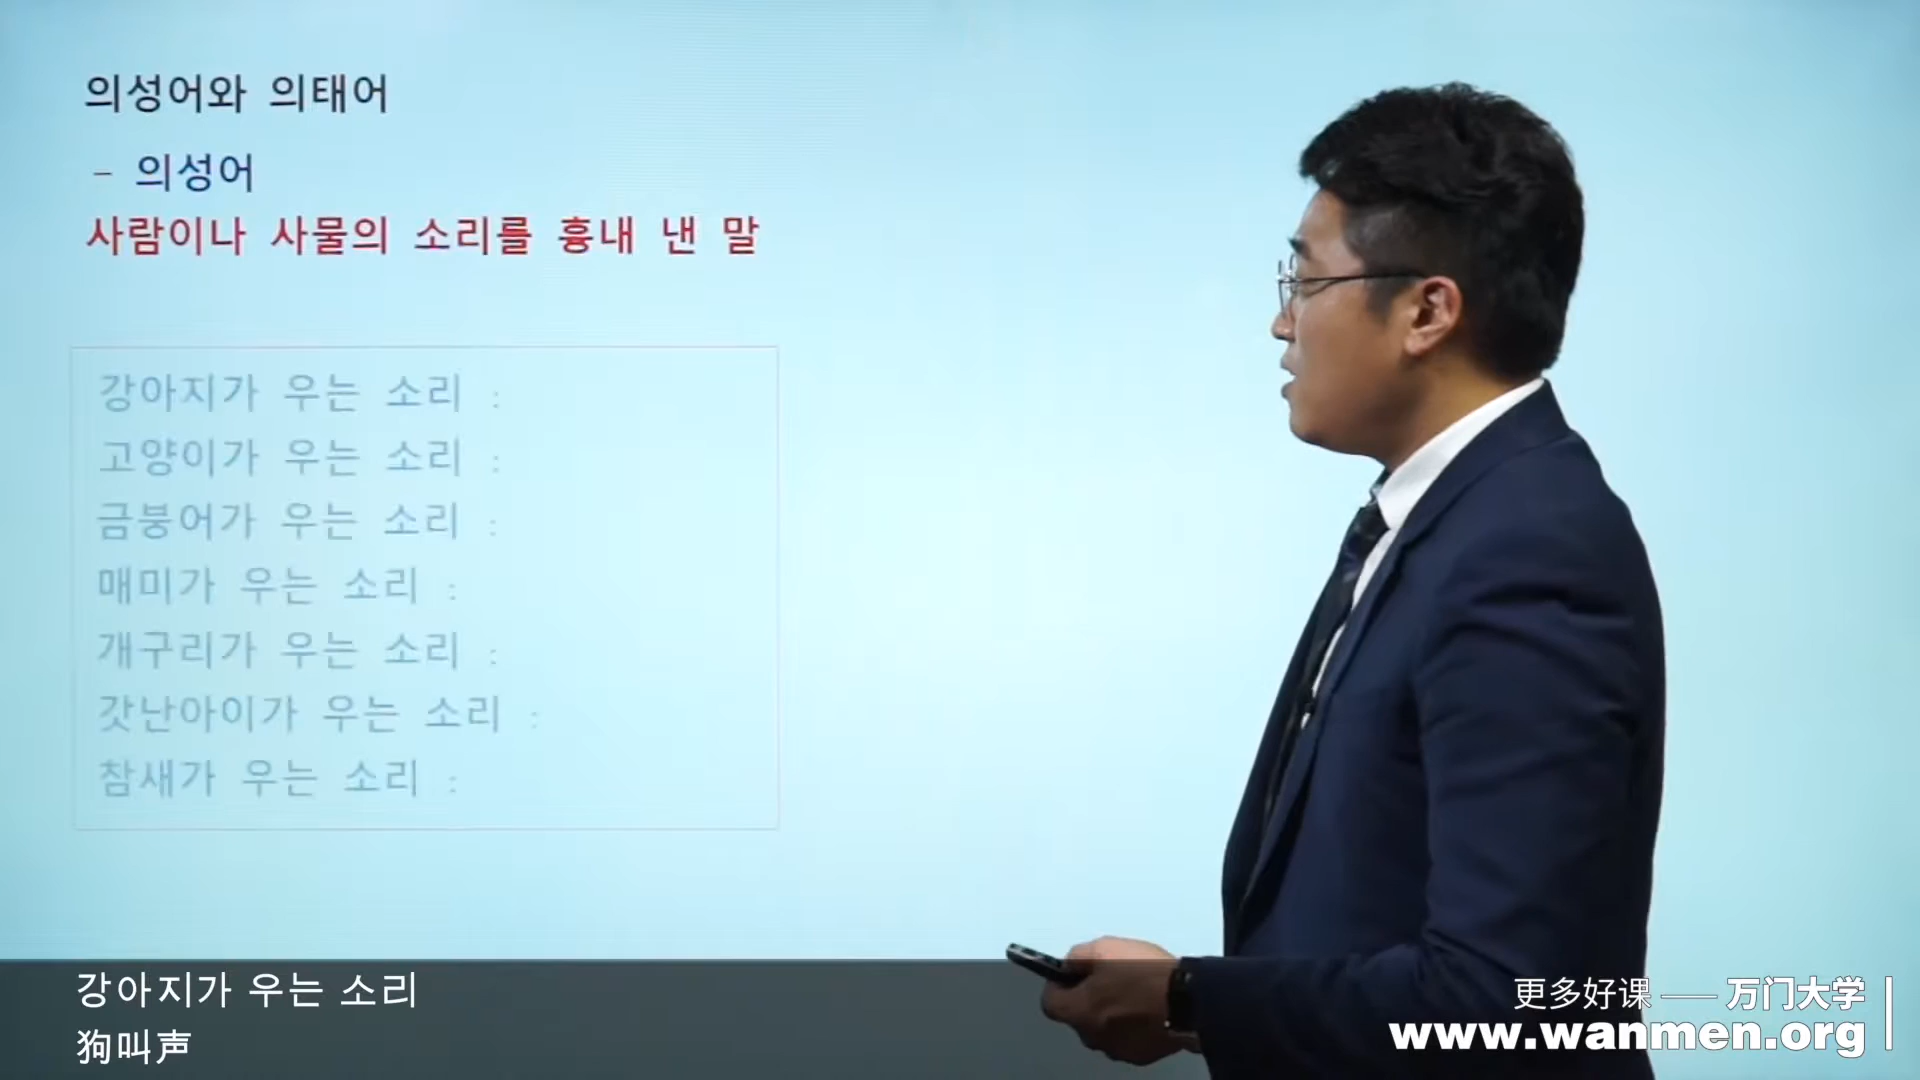 의성어와 의태어
- 의성어
사람이나 사물의 소리를 흉내 낸 말
강아지가 우는 소리 :
고양이가 우는 소리 :
금붕어가 우는 소리 :
매미가 우는 소리 :
개구리가 우는 소리 :
갓난아이가 우는 소리 :
참새가 우는 소리 :
강아지가 우는 소리
狗叫声
更多好课 —— 万门大学
www.wanmen.org